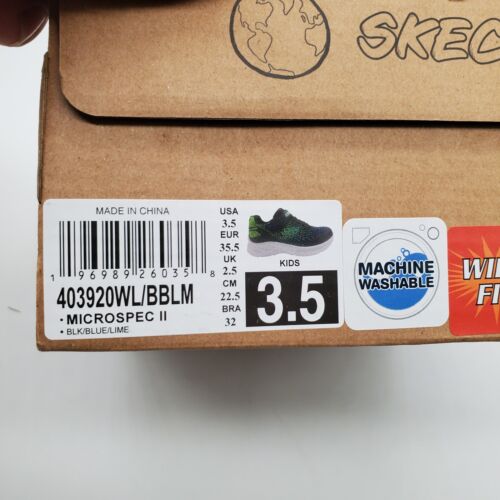 SKEC
MADE IN CHINA
1 96989 26035 8
403920WL/BBLM
• MICROSPEC II
• BLK/BLUE/LIME
USA
3.5
EUR
35.5
UK
2.5
CM
22.5
BRA
32
KIDS
3.5
MACHINE
WASHABLE
WI
FI